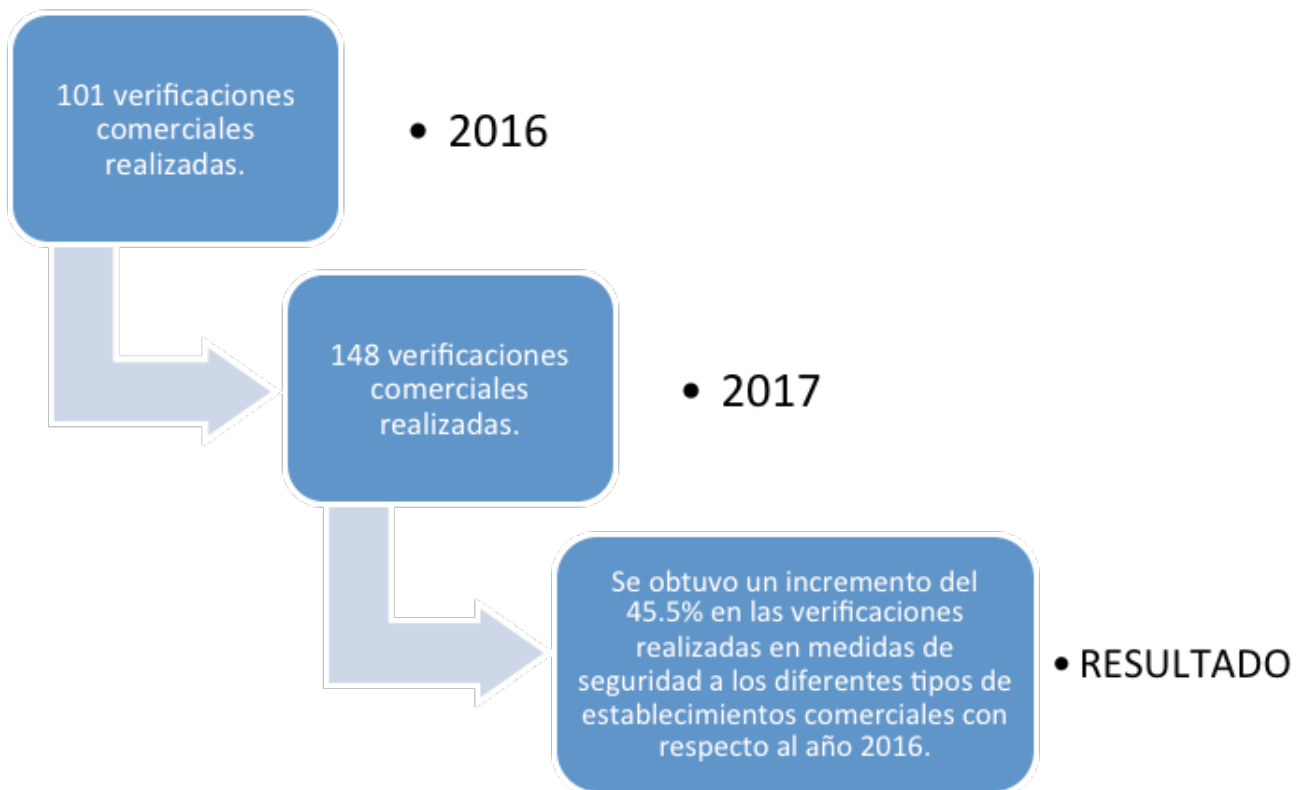 101 verificaciones
comerciales
realizadas.
• 2016
148 verificaciones
comerciales
realizadas.
• 2017
Se obtuvo un incremento del
45.5% en las verificaciones
realizadas en medidas de
seguridad a los diferentes tipos de
establecimientos comerciales con
respecto al año 2016.
• RESULTADO